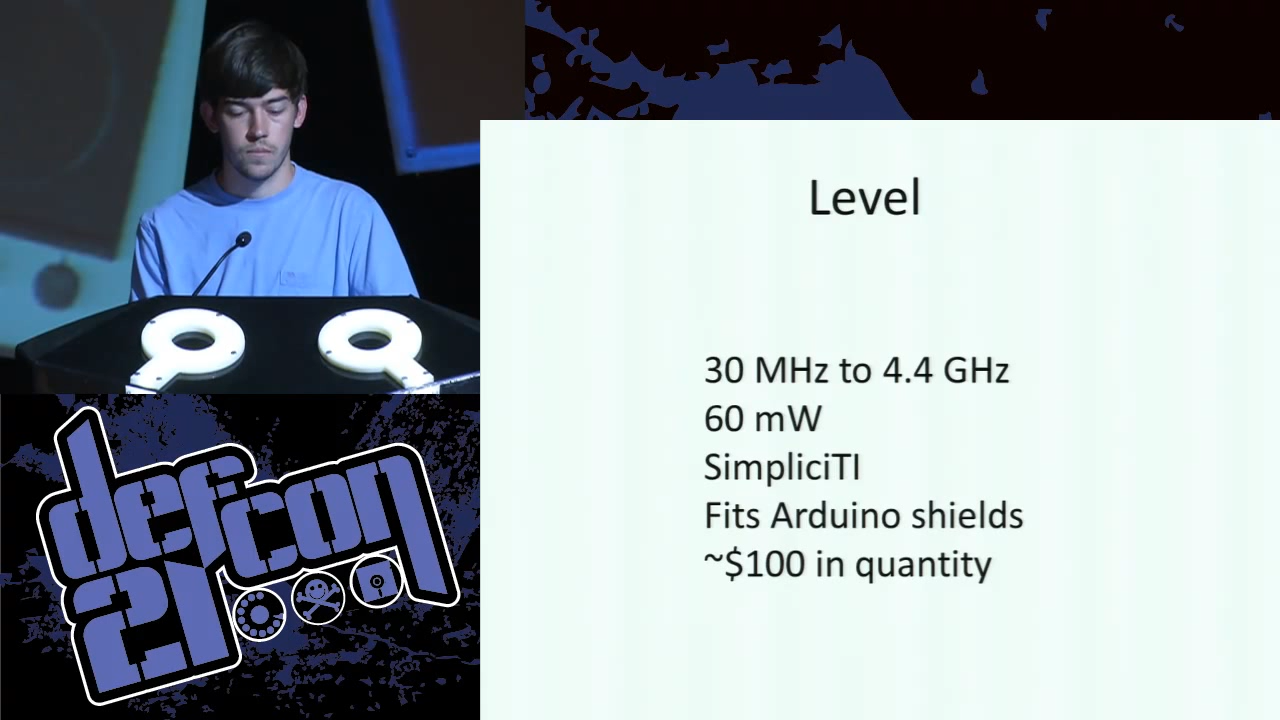 Level
30 MHz to 4.4 GHz
60 mW
SimpliciTI
Fits Arduino shields
~$100 in quantity
defcon
21